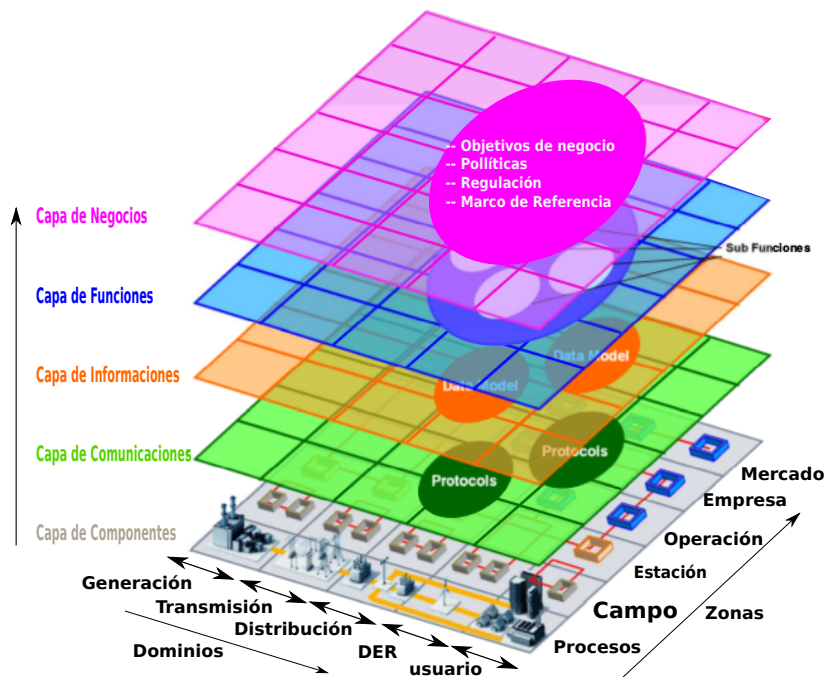 -- Objetivos de negocio
-- Pollíticas
-- Regulación
-- Marco de Referencia
Capa de Negocios
Sub Funciones
Capa de Funciones
Data Model
Capa de Informaciones
Data Model
Capa de Comunicaciones
Protocols
Protocols
Mercado
Empresa
Capa de Componentes
Operación
Estación
Generación
Campo
Zonas
Transmisión
Distribución
Procesos
Dominios
DER
usuario